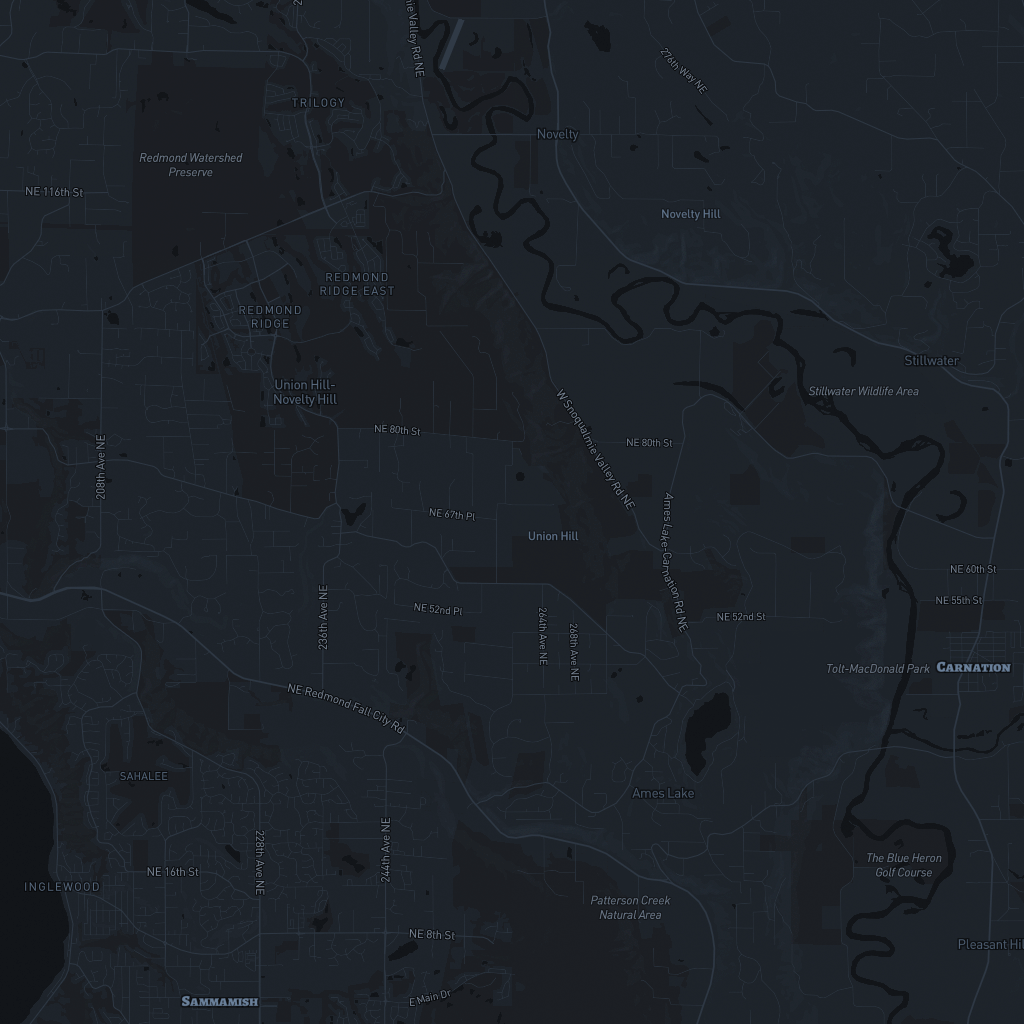 Valley Rd NE
276th Way NE
TRILOGY
Novelty
Redmond Watershed
Preserve
NE 116th St
Novelty Hill
REDMOND
RIDGE EAST
REDMOND
RIDGE
Stillwater
Union Hill-
Novelty Hill
Stillwater Wildlife Area
W Snoqualmie Valley Rd NE
NE 80th St
NE 80th St
208th Ave NE
NE 67th Pl
Ames Lake-Carnation Rd NE
Union Hill
NE 60th St
NE 55th St
236th Ave NE
NE 52nd Pl
264th Ave NE
268th Ave NE
NE 52nd St
Tolt-MacDonald Park
CARNATION
NE Redmond Fall City Rd
SAHALEE
Ames Lake
228th Ave NE
244th Ave NE
The Blue Heron
Golf Course
NE 16th St
INGLEWOOD
Patterson Creek
Natural Area
NE 8th St
Pleasant Hil
SAMMAMISH
E Main Dr